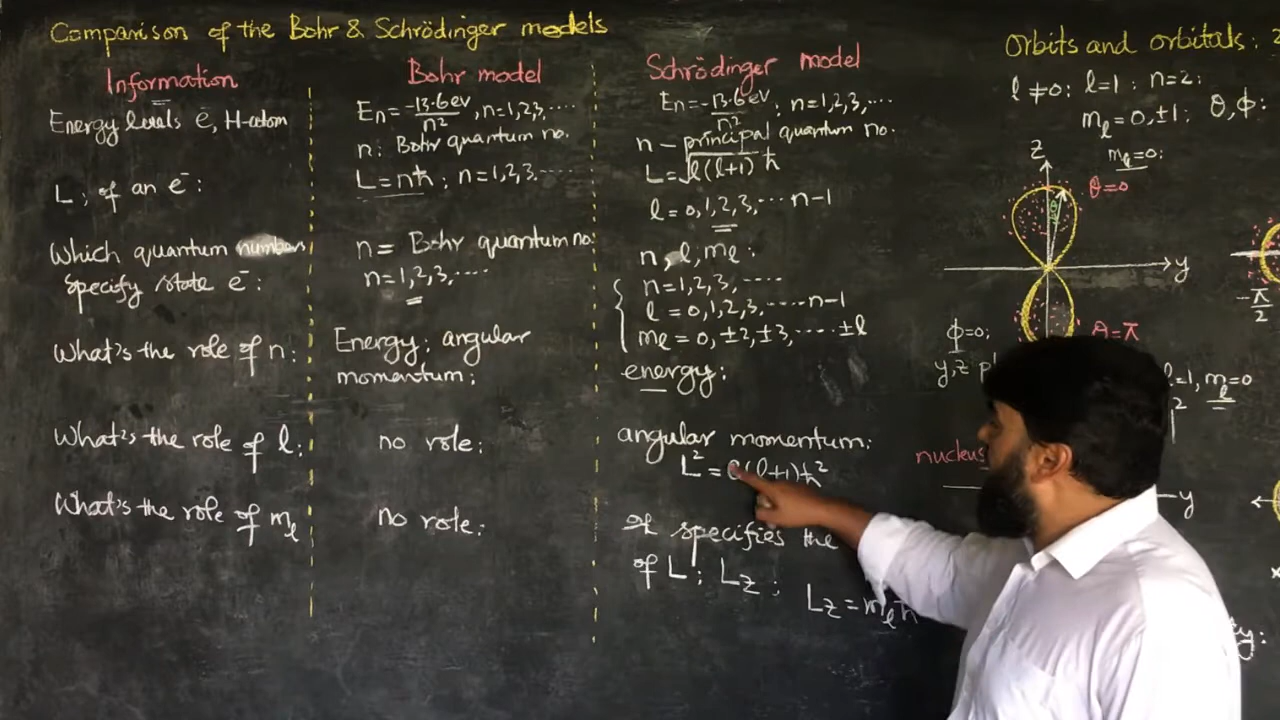 Comparison of the Bohr & Schrödinger models
Information
Energy levels e⁻, H-atom
L; of an e⁻:
Which quantum numbers
specify state e⁻:
What's the role of n:
What's the role of l:
What's the role of mₗ
Bohr model
Eₙ = -13.6ev/n², n=1,2,3,....
n: Bohr quantum no.
L = nħ; n=1,2,3.....
n = Bohr quantum no.
n=1,2,3,....
Energy; angular
momentum;
no role:
no role:
Schrödinger model
Eₙ = -13.6ev/n²; n=1,2,3,...
n - principal quantum no.
L = √l(l+1) ħ
l = 0,1,2,3,... n-1
n, l, mₗ:
n = 1,2,3,.....
l = 0,1,2,3,..... n-1
mₗ = 0, ±2, ±3, ..... ±l
energy:
angular momentum:
L² = l(l+1)ħ²
specifies the
of L; Lz;
Lz = mₗħ
Orbits and orbitals:
l≠0: l=1: n=2:
mₗ = 0, ±1: θ, ϕ:
mₗ=0:
z
θ=0
θ
y
-π/2
ϕ=0;
θ=π
y,z
l=1, mₗ=0
nucleus
y